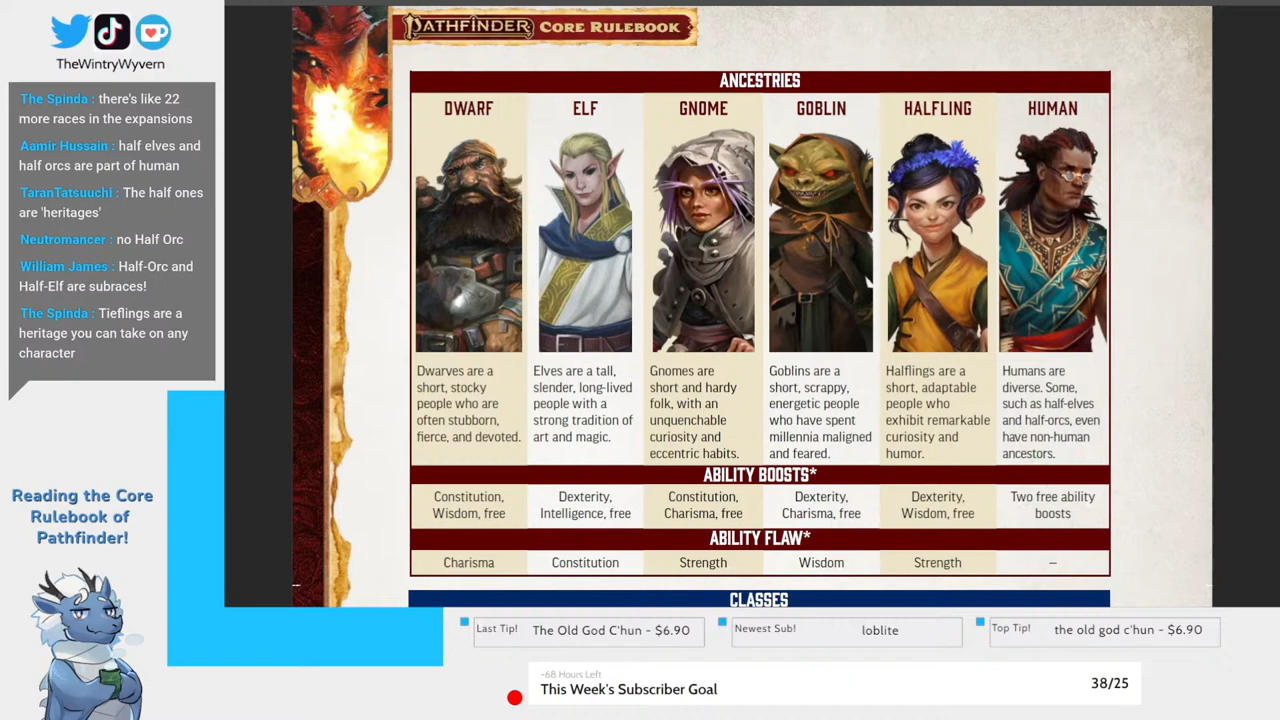 TheWintryWyvern
The Spinda : there's like 22
more races in the expansions
Aamir Hussain : half elves and
half orcs are part of human
TaranTatsuuchi : The half ones
are 'heritages'
Neutromancer : no Half Orc
William James : Half-Orc and
Half-Elf are subraces!
The Spinda : Tieflings are a
heritage you can take on any
character
Reading the Core
Rulebook of
Pathfinder!
PATHFINDER CORE RULEBOOK
ANCESTRIES
DWARF
ELF
GNOME
GOBLIN
HALFLING
HUMAN
Dwarves are a
short, stocky
people who are
often stubborn,
fierce, and devoted.
Elves are a tall,
slender, long-lived
people with a
strong tradition of
art and magic.
Gnomes are
short and hardy
folk, with an
unquenchable
curiosity and
eccentric habits.
Goblins are a
short, scrappy,
energetic people
who have spent
millennia maligned
and feared.
Halflings are a
short, adaptable
people who
exhibit remarkable
curiosity and
humor.
Humans are
diverse. Some,
such as half-elves
and half-orcs, even
have non-human
ancestors.
ABILITY BOOSTS*
Constitution,
Wisdom, free
Dexterity,
Intelligence, free
Constitution,
Charisma, free
Dexterity,
Charisma, free
Dexterity,
Wisdom, free
Two free ability
boosts
ABILITY FLAW*
Charisma
Constitution
Strength
Wisdom
Strength
–
CLASSES
Last Tip! The Old God C'hun - $6.90
Newest Sub! loblite
Top Tip! the old god c'hun - $6.90
~68 Hours Left
This Week's Subscriber Goal 38/25